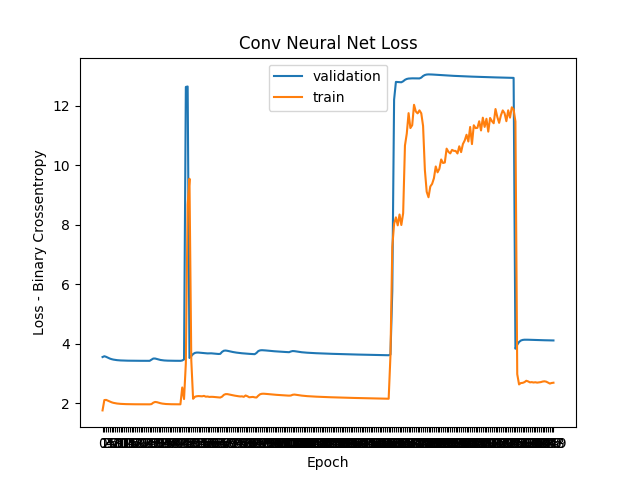 Conv Neural Net Loss
validation
train
12
10
8
6
4
2
Loss - Binary Crossentropy
Epoch